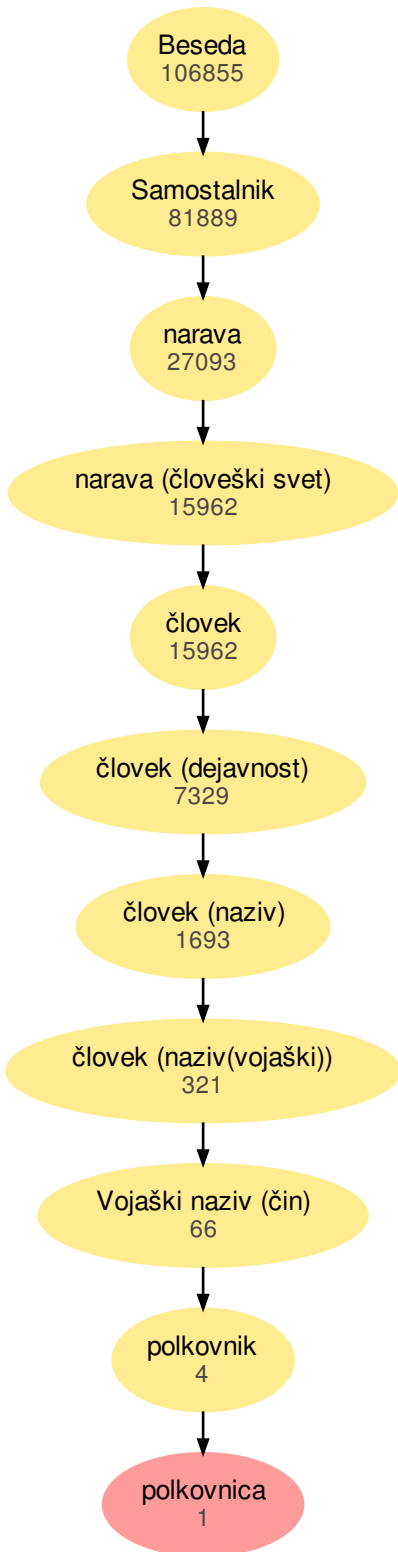 Beseda
106855
Samostalnik
81889
narava
27093
narava (človeški svet)
15962
človek
15962
človek (dejavnost)
7329
človek (naziv)
1693
človek (naziv(vojaški))
321
Vojaški naziv (čin)
66
polkovnik
4
polkovnica
1